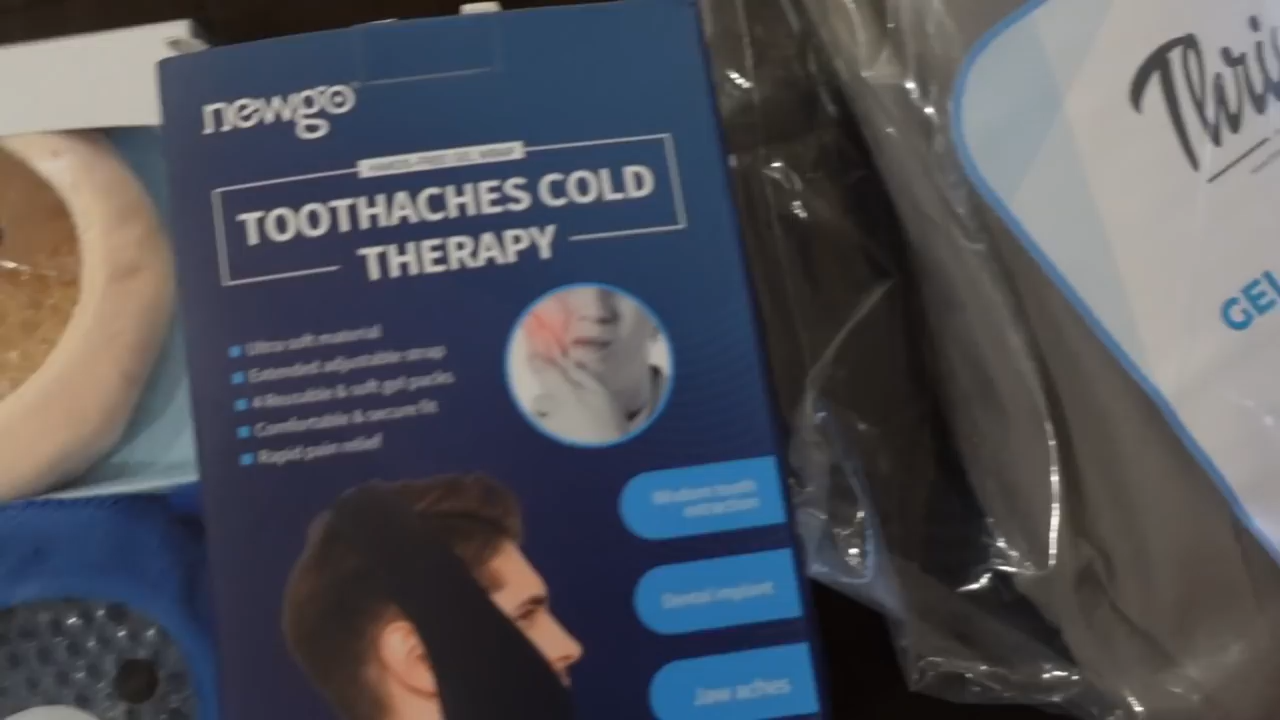 newgo
TOOTHACHES COLD
THERAPY
Ultra soft material
Extended adjustable strap
4 Reusable & soft gel packs
Comfortable & secure fit
Rapid pain relief
Wisdom tooth
extraction
Dental implant
Jaw aches
GEL